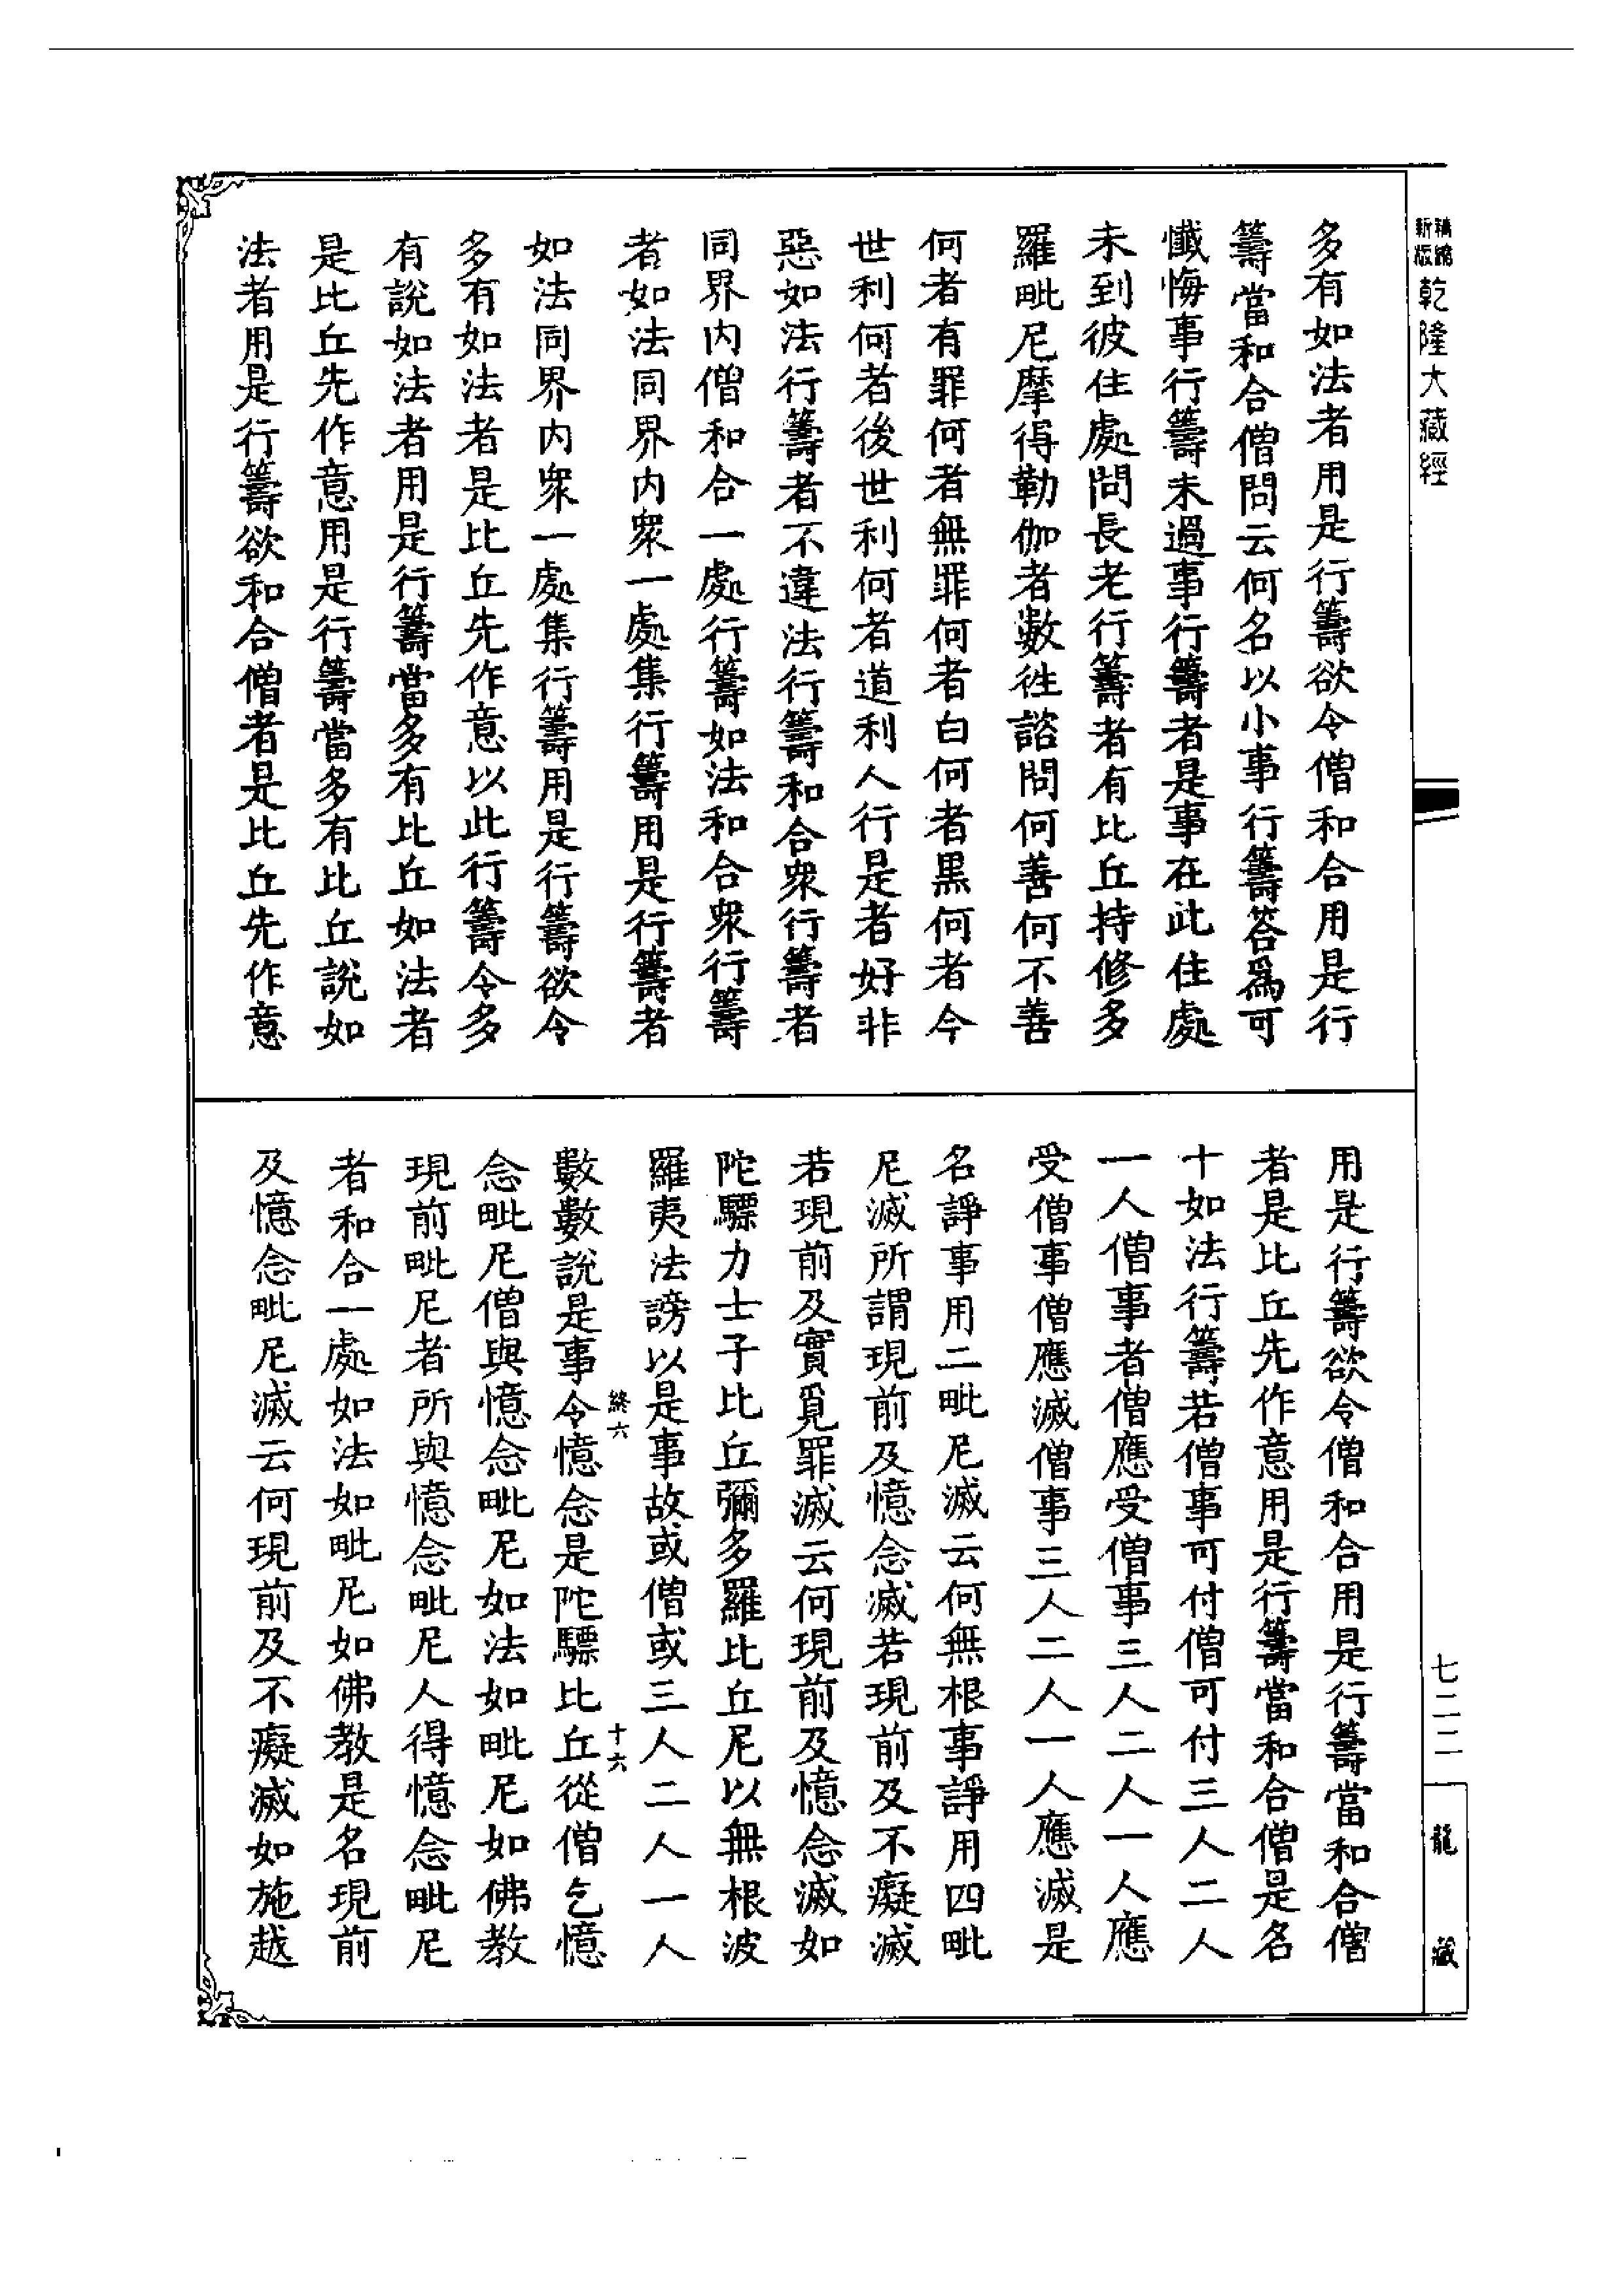 新版
精縮
乾隆大藏經
多有如法者用是行籌欲令僧和合用是行
籌當和合僧問云何名以小事行籌答為可
懺悔事行籌未過事行籌者是事在此住處
未到彼住處問長老行籌者有比丘持修多
羅毗尼摩得勒伽者數往諮問何善何不善
何者有罪何者無罪何者白何者黑何者今
世利何者後世利何者道利人行是者好非
惡如法行籌者不違法行籌和合衆行籌者
同界内僧和合一處行籌如法和合衆行籌
者如法同界内衆一處集行籌用是行籌者
如法同界内衆一處集行籌用是行籌欲令
多有如法者是比丘先作意以此行籌令多
有說如法者用是行籌當多有比丘如法者
是比丘先作意用是行籌當多有比丘說如
法者用是行籌欲和合僧者是比丘先作意
用是行籌欲令僧和合用是行籌當和合僧
者是比丘先作意用是行籌當和合僧是名
十如法行籌若僧事可付僧可付三人二人
一人僧事者僧應受僧事三人二人一人應
受僧事僧應滅僧事三人二人一人應滅是
名諍事用二毗尼滅云何無根事諍用四毗
尼滅所謂現前及憶念滅若現前及不癡滅
若現前及實覓罪滅云何現前及憶念滅如
陀驃力士子比丘彌多羅比丘尼以無根波
羅夷法謗以是事故或僧或三人二人一人
終六
十六
數數說是事令憶念是陀驃比丘從僧乞憶
念毗尼僧與憶念毗尼如法如毗尼如佛教
現前毗尼者所與憶念毗尼人得憶念毗尼
者和合一處如法如毗尼如佛教是名現前
及憶念毗尼滅云何現前及不癡滅如施越
七二二
龍
藏